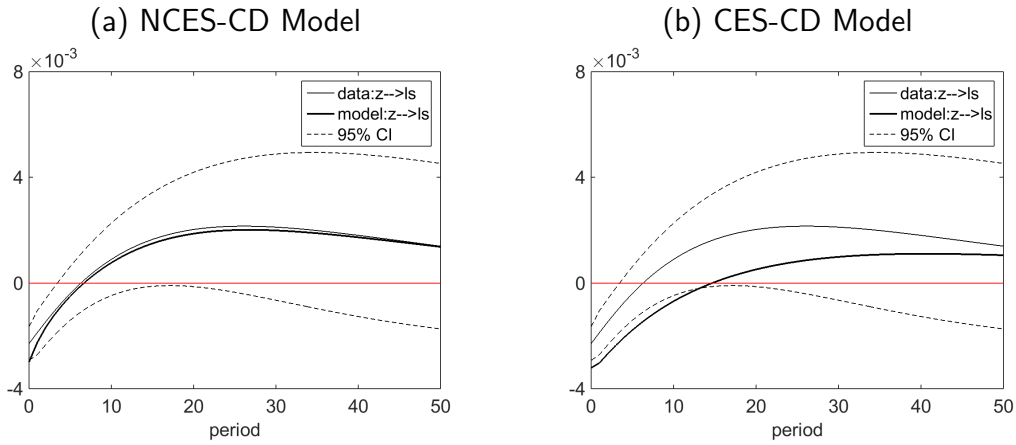 (a) NCES-CD Model
×10-3
8
4
0
-4
0 10 20 30 40 50
period
data:z-->ls
model:z-->ls
95% CI
(b) CES-CD Model
×10-3
8
4
0
-4
0 10 20 30 40 50
period
data:z-->ls
model:z-->ls
95% CI